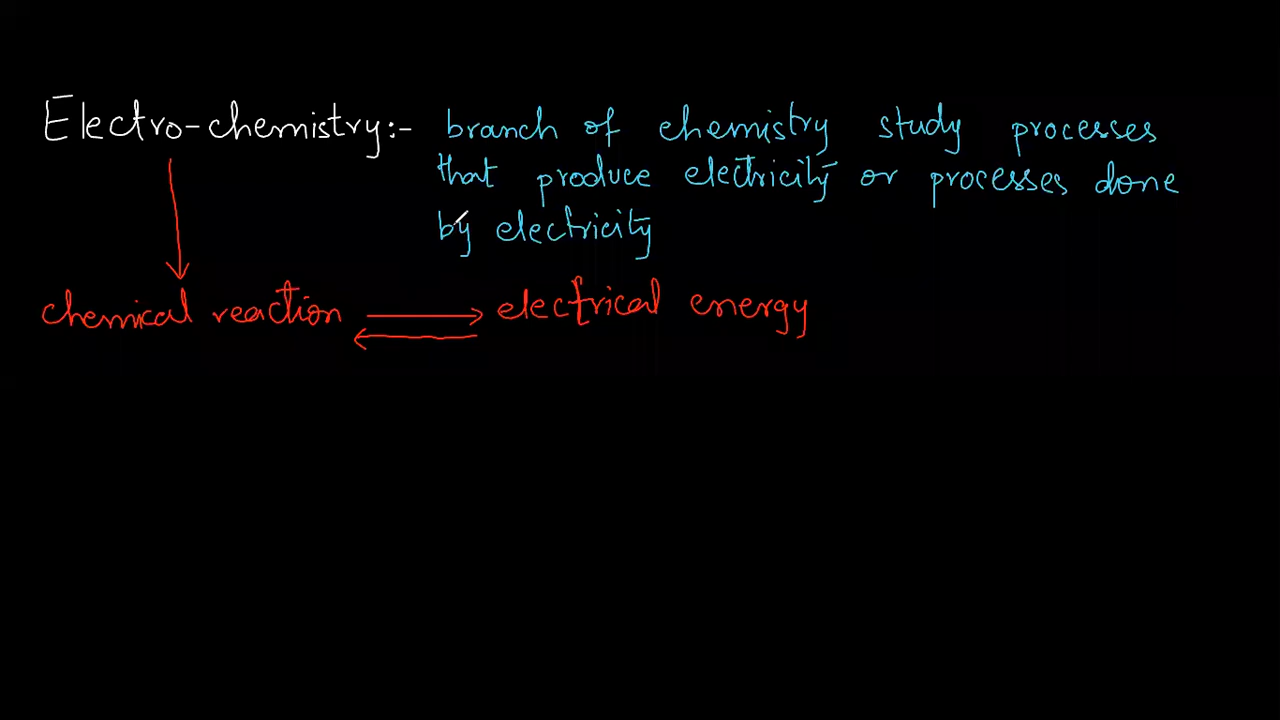 Electro-chemistry:- branch of chemistry study processes
that produce electricity or processes done
by electricity
chemical reaction ⇌ electrical energy